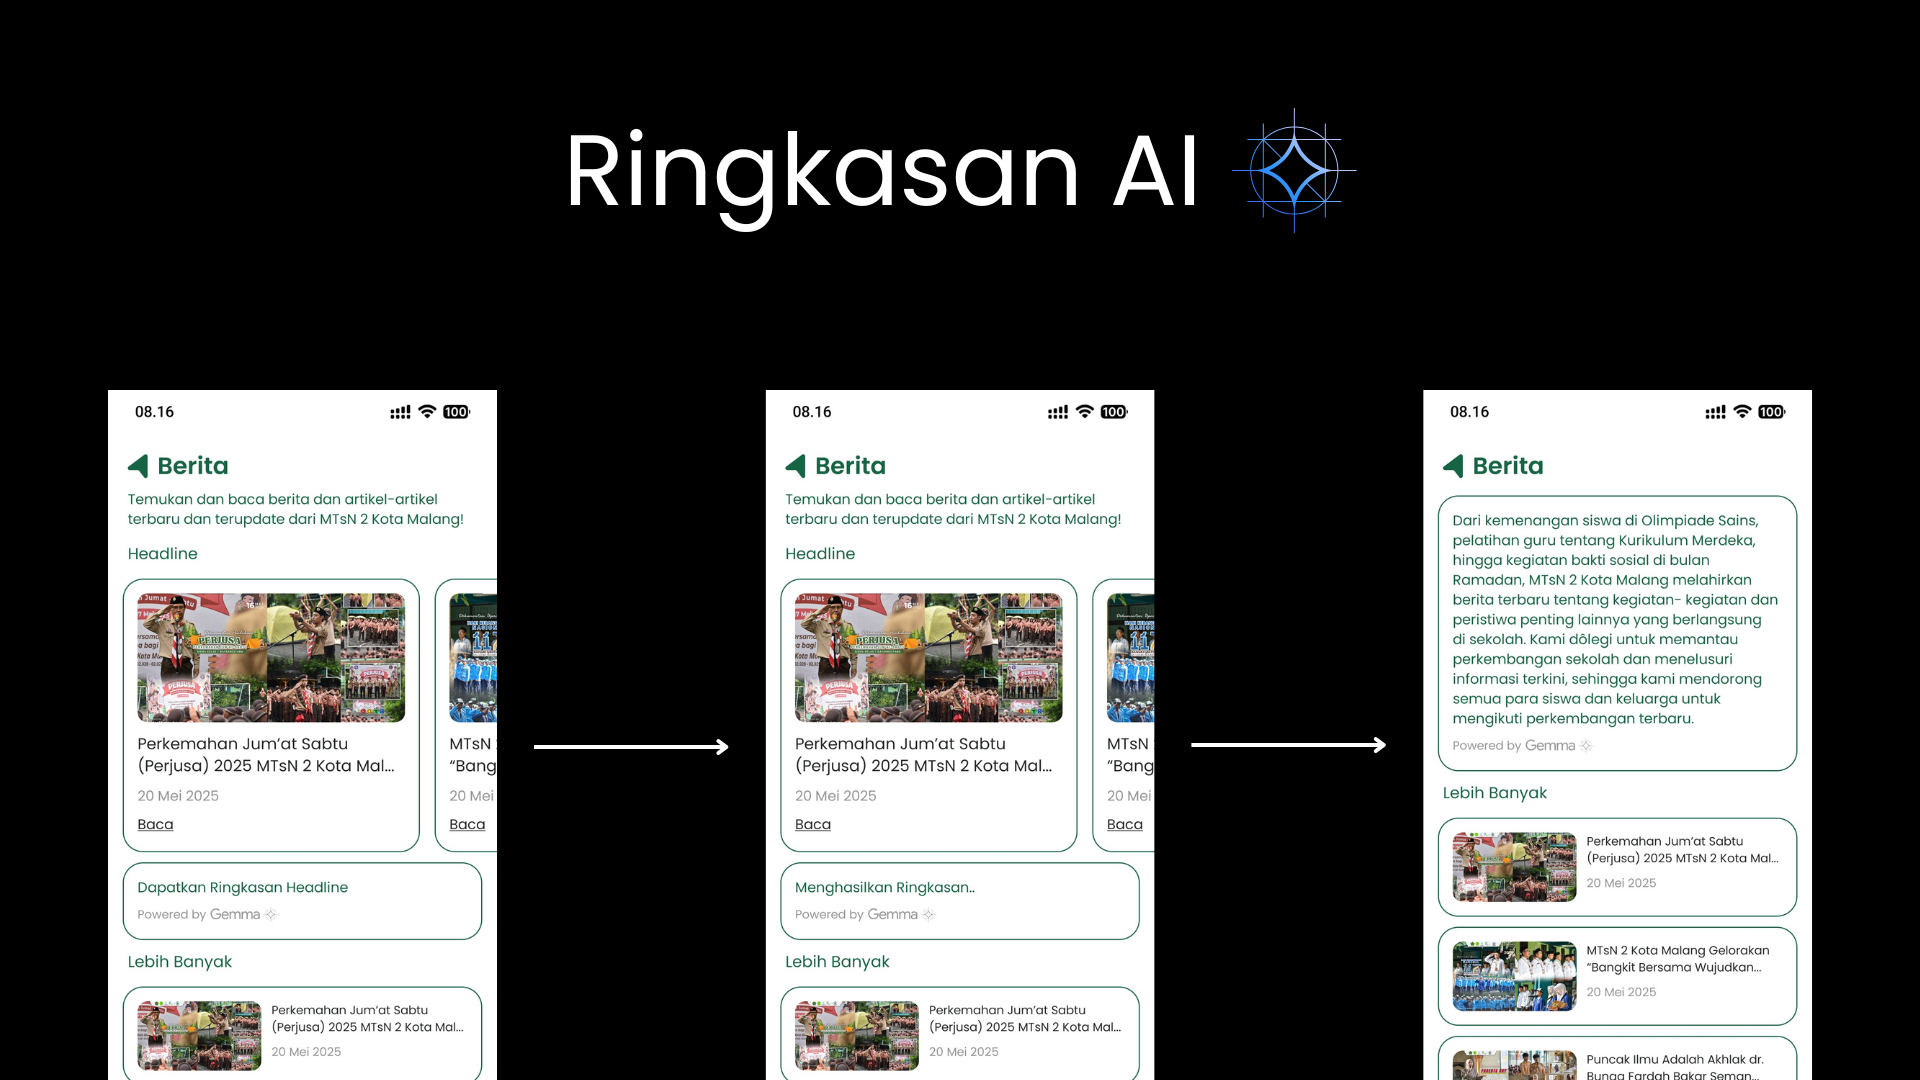 Ringkasan AI
08.16
100
Berita
Temukan dan baca berita dan artikel-artikel
terbaru dan terupdate dari MTsN 2 Kota Malang!
Headline
PERJUSA
PERJUSA
Perkemahan Jum'at Sabtu
(Perjusa) 2025 MTsN 2 Kota Mal...
20 Mei 2025
Baca
MTsN
"Bang
20 Mei
Baca
Dapatkan Ringkasan Headline
Powered by Gemma
Lebih Banyak
Perkemahan Jum'at Sabtu
(Perjusa) 2025 MTsN 2 Kota Mal...
20 Mei 2025
08.16
100
Berita
Temukan dan baca berita dan artikel-artikel
terbaru dan terupdate dari MTsN 2 Kota Malang!
Headline
PERJUSA
PERJUSA
Perkemahan Jum'at Sabtu
(Perjusa) 2025 MTsN 2 Kota Mal...
20 Mei 2025
Baca
MTsN
"Bang
20 Mei
Baca
Menghasilkan Ringkasan..
Powered by Gemma
Lebih Banyak
Perkemahan Jum'at Sabtu
(Perjusa) 2025 MTsN 2 Kota Mal...
20 Mei 2025
08.16
100
Berita
Dari kemenangan siswa di Olimpiade Sains,
pelatihan guru tentang Kurikulum Merdeka,
hingga kegiatan bakti sosial di bulan
Ramadan, MTsN 2 Kota Malang melahirkan
berita terbaru tentang kegiatan- kegiatan dan
peristiwa penting lainnya yang berlangsung
di sekolah. Kami dôlegi untuk memantau
perkembangan sekolah dan menelusuri
informasi terkini, sehingga kami mendorong
semua para siswa dan keluarga untuk
mengikuti perkembangan terbaru.
Powered by Gemma
Lebih Banyak
Perkemahan Jum'at Sabtu
(Perjusa) 2025 MTsN 2 Kota Mal...
20 Mei 2025
MTsN 2 Kota Malang Gelorakan
"Bangkit Bersama Wujudkan...
20 Mei 2025
Puncak Ilmu Adalah Akhlak dr.
Bunga Fardah Bakar Seman...